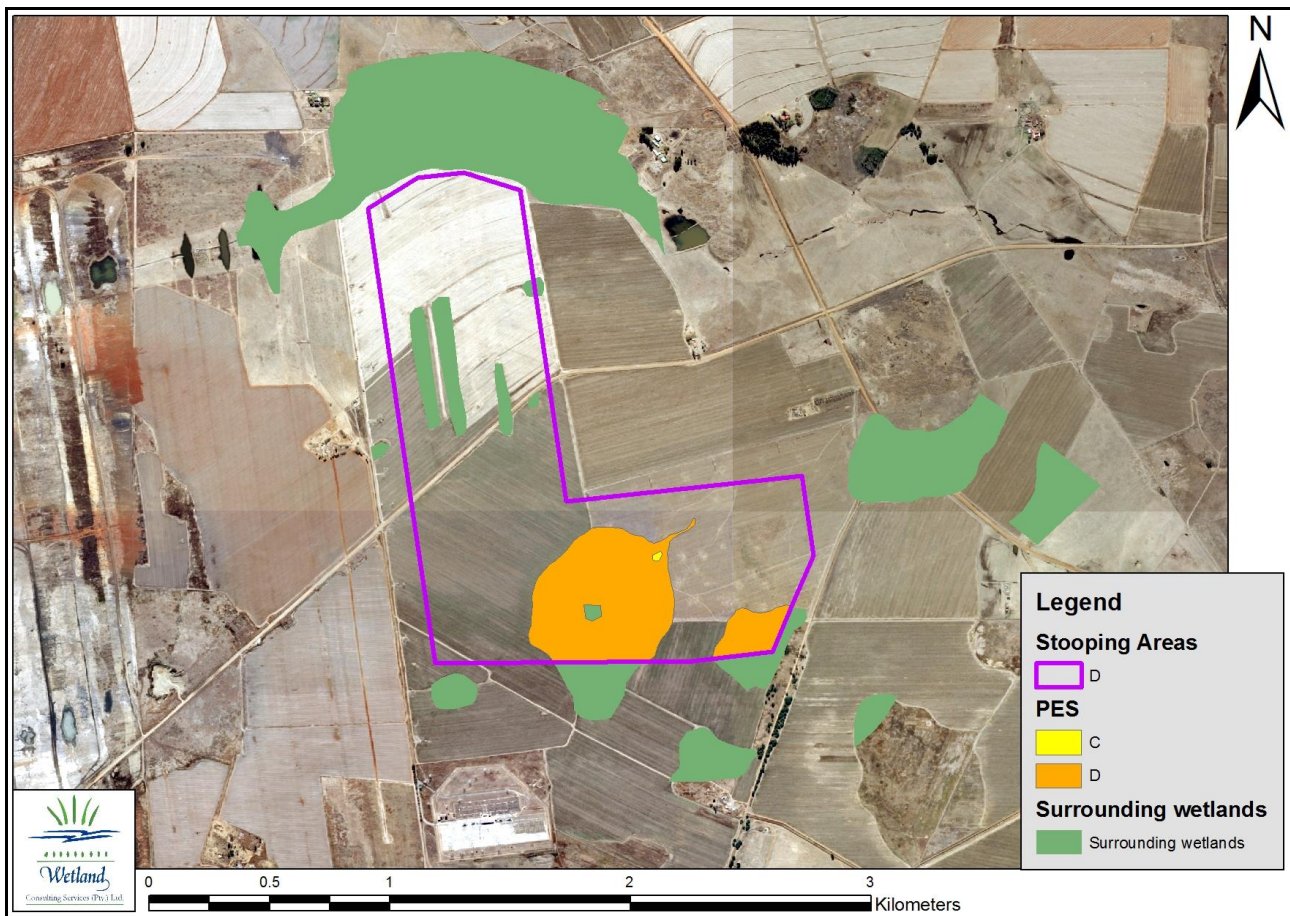 N
Legend
Stooping Areas
D
PES
C
D
Surrounding wetlands
Surrounding wetlands
Wetland
Consulting Services (Pty.) Ltd.
0 0.5 1 2 3
Kilometers